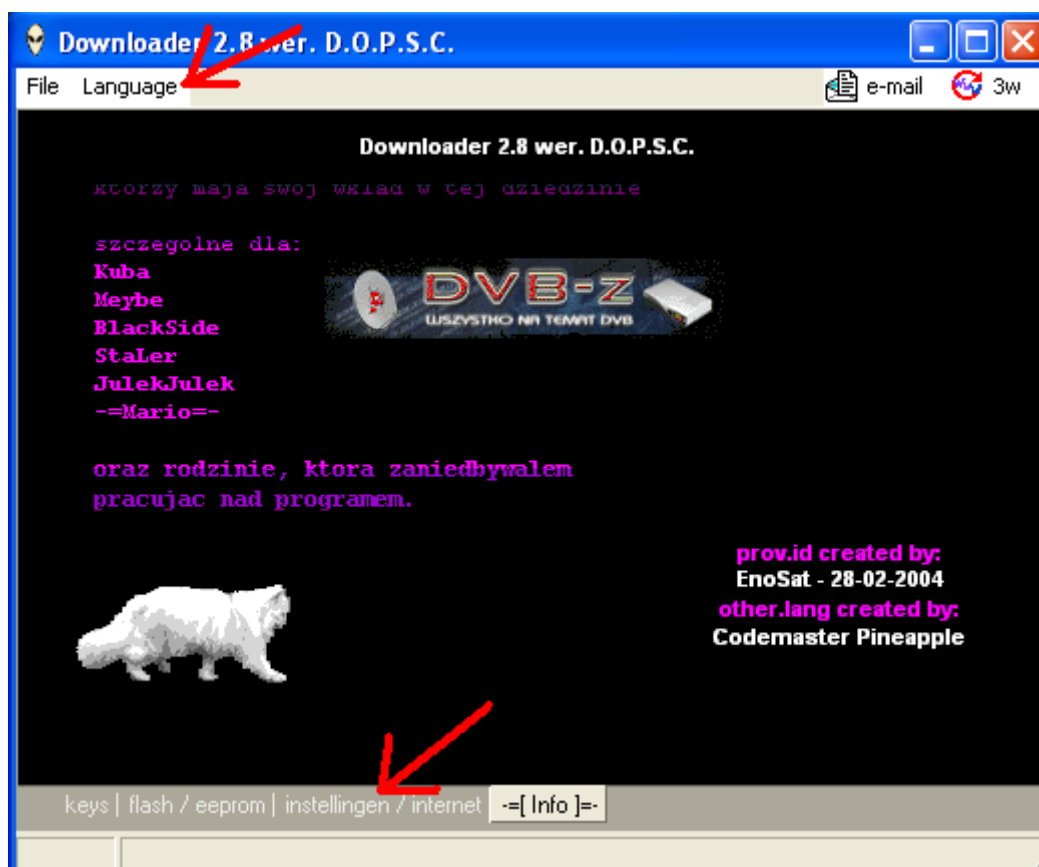 Downloader 2.8 wer. D.O.P.S.C.
File Language e-mail 3w
Downloader 2.8 wer. D.O.P.S.C.
ktorzy maja swoj wklad w tej dziedzinie
szczegolne dla:
Kuba
Meybe
BlackSide
StaLer
JulekJulek
-=Mario=-
DVB-Z
WSZYSTKO NA TEMAT DVB
oraz rodzinie, ktora zaniedbywalem
pracujac nad programem.
prov.id created by:
EnoSat - 28-02-2004
other.lang created by:
Codemaster Pineapple
keys | flash / eeprom | instellingen / internet -=[ Info ]=-